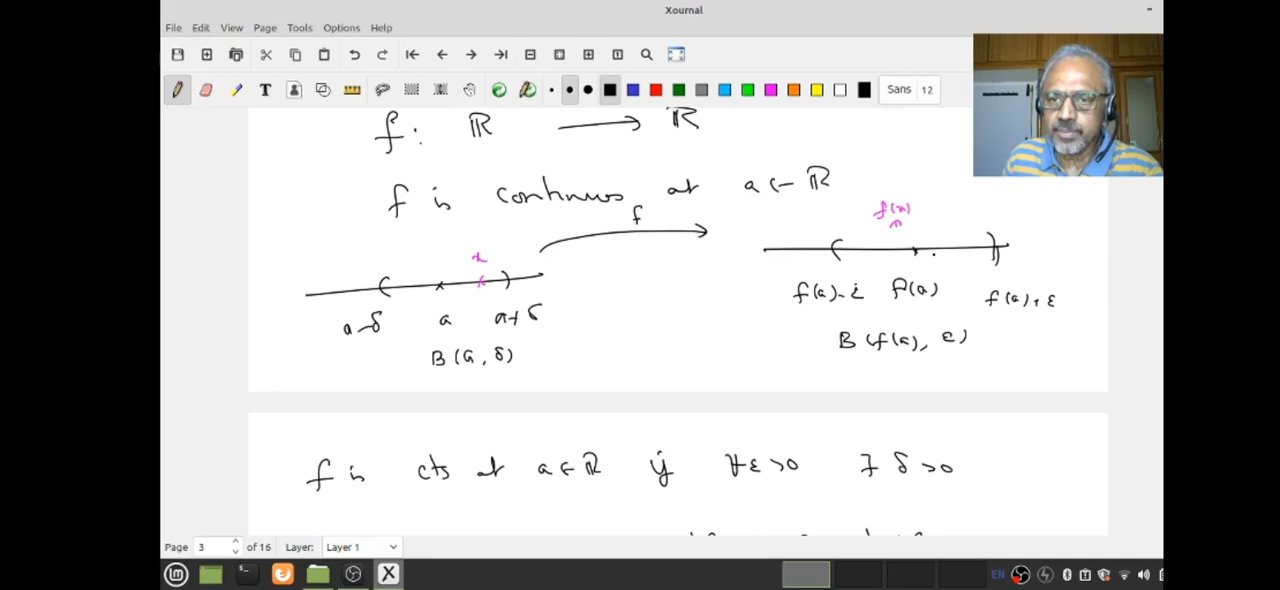 Xournal
File Edit View Page Tools Options Help
Sans 12
f : ℝ ⟶ ℝ
f is continuous at a ∈ ℝ
f
f(x)
x
a-δ a a+δ
f(a)-ε f(a) f(a)+ε
B(a, δ)
B(f(a), ε)
f is cts at a ∈ ℝ if ∀ε>0 ∃ δ>0
Page 3 of 16 Layer: Layer 1
EN